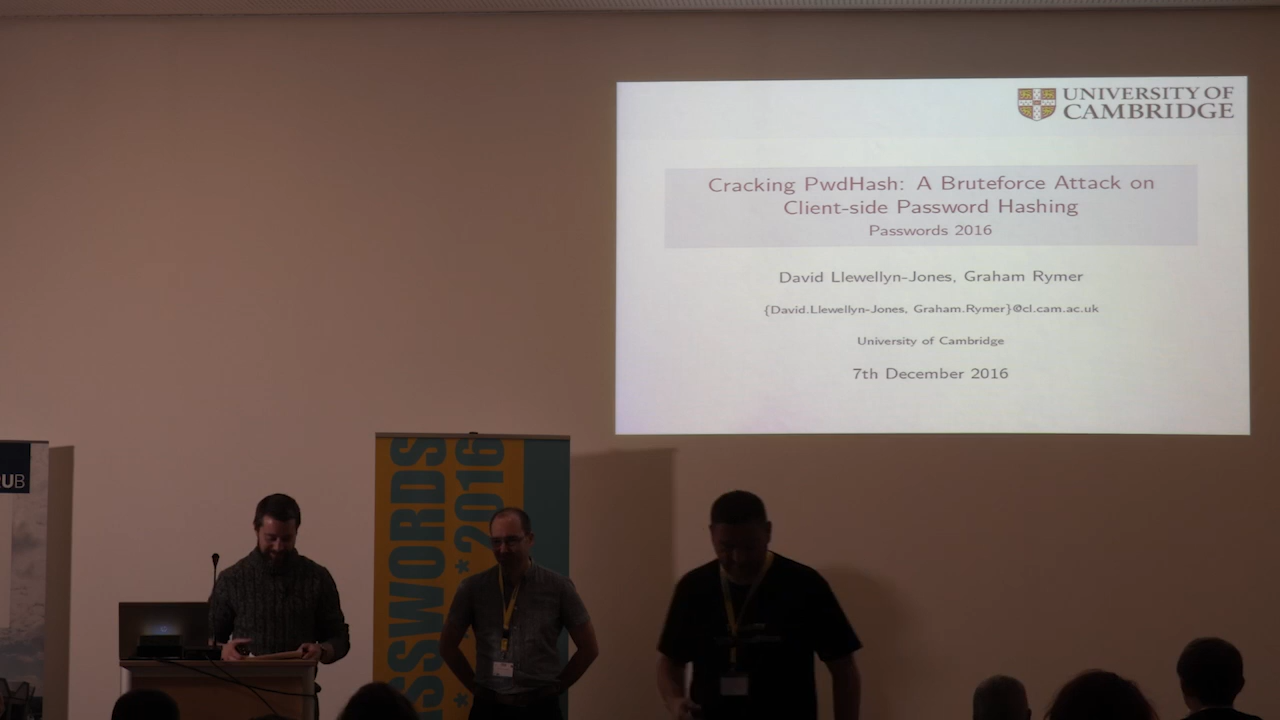 UNIVERSITY OF
CAMBRIDGE
Cracking PwdHash: A Bruteforce Attack on
Client-side Password Hashing
Passwords 2016
David Llewellyn-Jones, Graham Rymer
{David.Llewellyn-Jones, Graham.Rymer}@cl.cam.ac.uk
University of Cambridge
7th December 2016
UB
SSWORDS
*2016